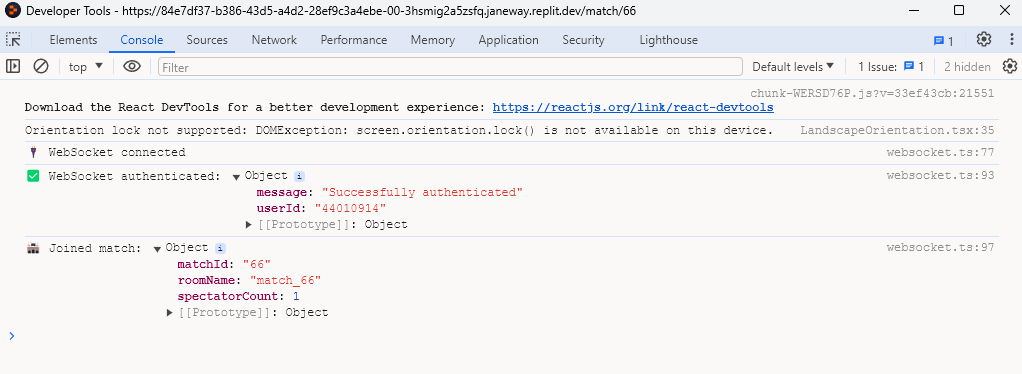 Developer Tools - https://84e7df37-b386-43d5-a4d2-28ef9c3a4ebe-00-3hsmig2a5zsfq.janeway.replit.dev/match/66
Elements Console Sources Network Performance Memory Application Security Lighthouse 1
top Filter Default levels 1 Issue: 1 2 hidden
chunk-WERSD76P.js?v=33ef43cb:21551
Download the React DevTools for a better development experience: https://reactjs.org/link/react-devtools
Orientation lock not supported: DOMException: screen.orientation.lock() is not available on this device. LandscapeOrientation.tsx:35
WebSocket connected websocket.ts:77
WebSocket authenticated: Object i websocket.ts:93
message: "Successfully authenticated"
userId: "44010914"
[[Prototype]]: Object
Joined match: Object i websocket.ts:97
matchId: "66"
roomName: "match_66"
spectatorCount: 1
[[Prototype]]: Object